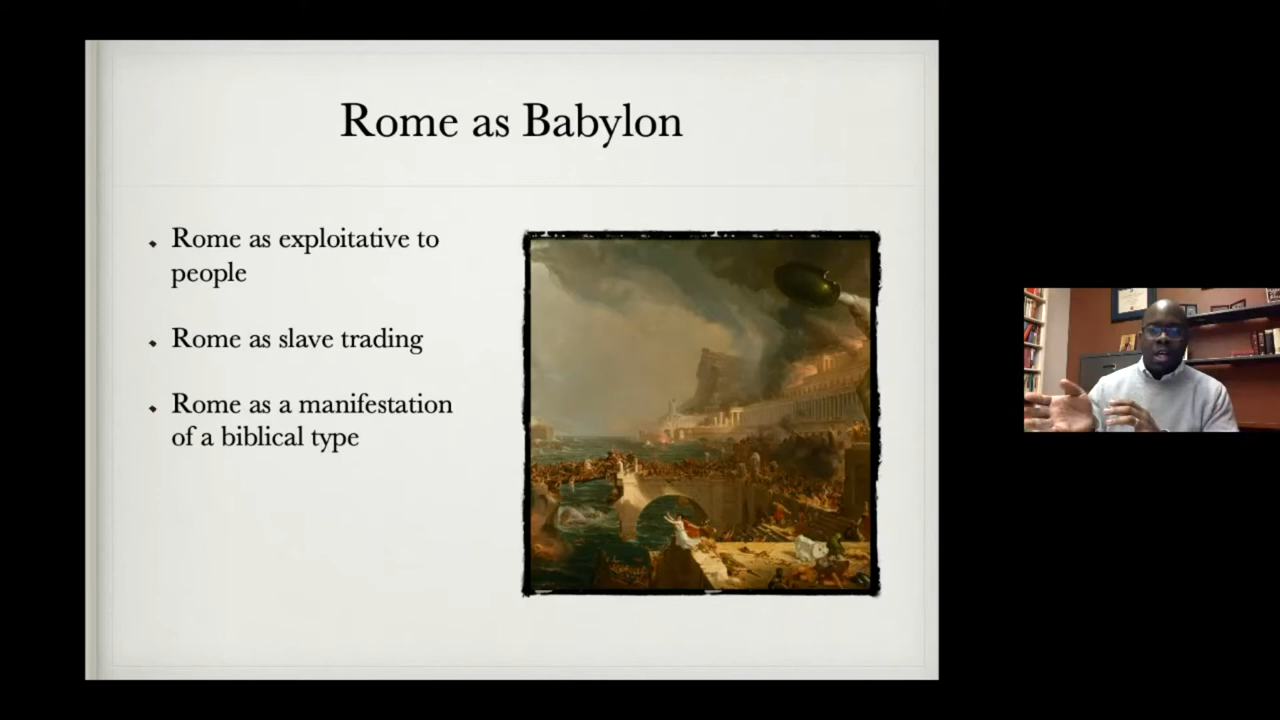 Rome as Babylon
Rome as exploitative to
people
Rome as slave trading
Rome as a manifestation
of a biblical type